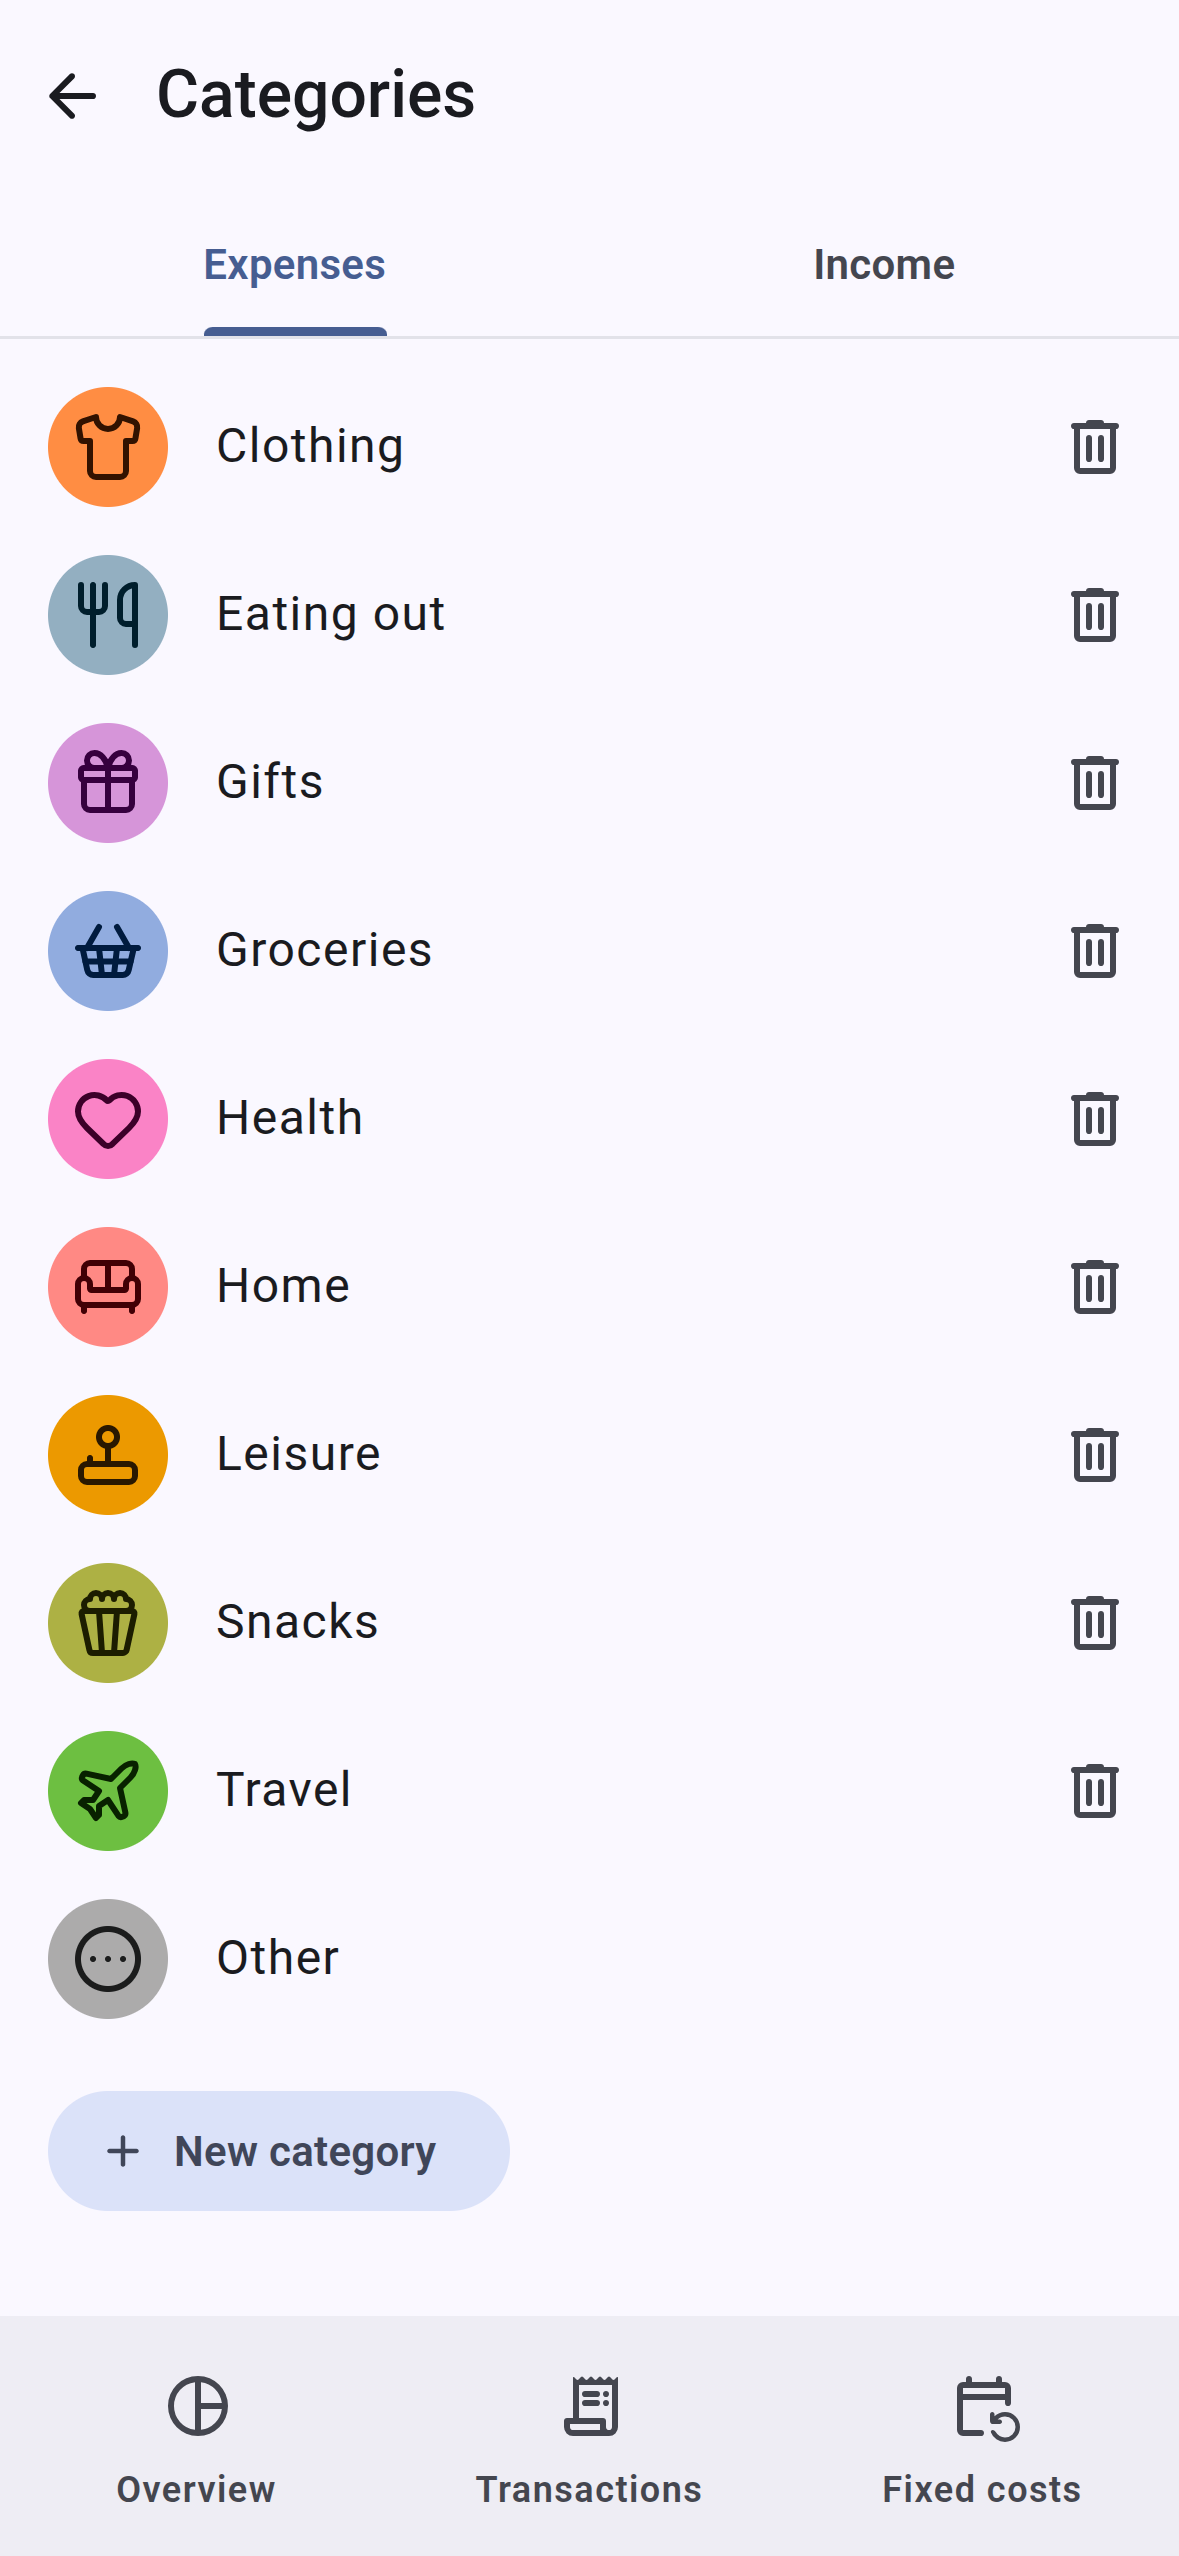 Categories
Expenses Income
Clothing
Eating out
Gifts
Groceries
Health
Home
Leisure
Snacks
Travel
Other
New category
Overview Transactions Fixed costs